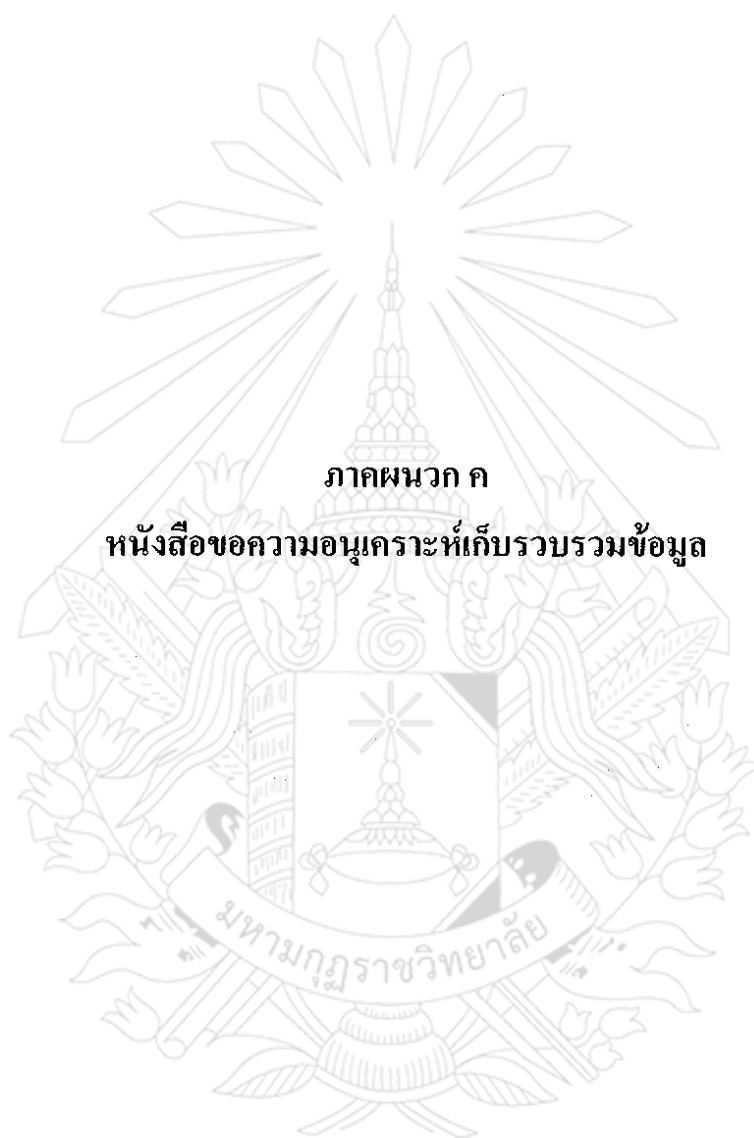 ภาคผนวก ค
หนังสือขอความอนุเคราะห์เก็บรวบรวมข้อมูล
มหามกุฏราชวิทยาลัย